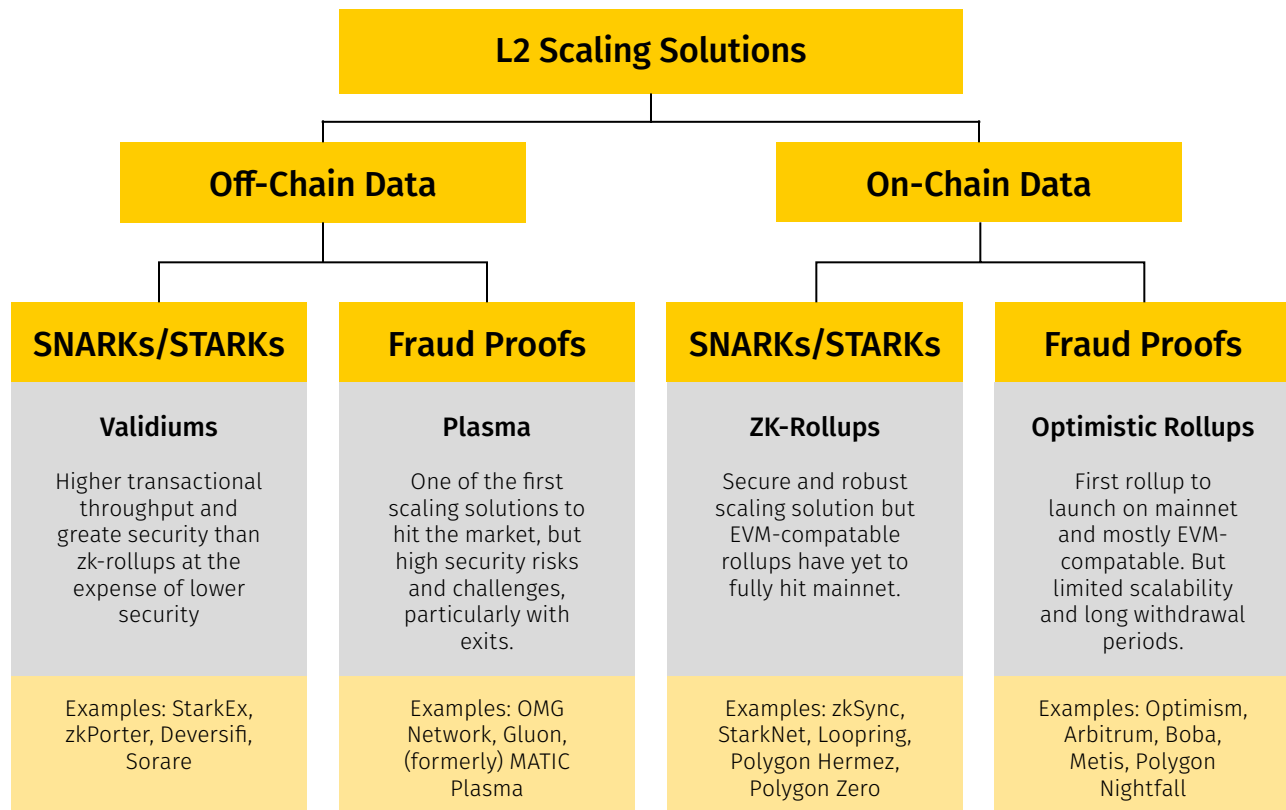 L2 Scaling Solutions
Off-Chain Data
On-Chain Data
SNARKs/STARKs
Validiums
Higher transactional
throughput and
greate security than
zk-rollups at the
expense of lower
security
Examples: StarkEx,
zkPorter, Deversifi,
Sorare
Fraud Proofs
Plasma
One of the first
scaling solutions to
hit the market, but
high security risks
and challenges,
particularly with
exits.
Examples: OMG
Network, Gluon,
(formerly) MATIC
Plasma
SNARKs/STARKs
ZK-Rollups
Secure and robust
scaling solution but
EVM-compatable
rollups have yet to
fully hit mainnet.
Examples: zkSync,
StarkNet, Loopring,
Polygon Hermez,
Polygon Zero
Fraud Proofs
Optimistic Rollups
First rollup to
launch on mainnet
and mostly EVM-
compatable. But
limited scalability
and long withdrawal
periods.
Examples: Optimism,
Arbitrum, Boba,
Metis, Polygon
Nightfall